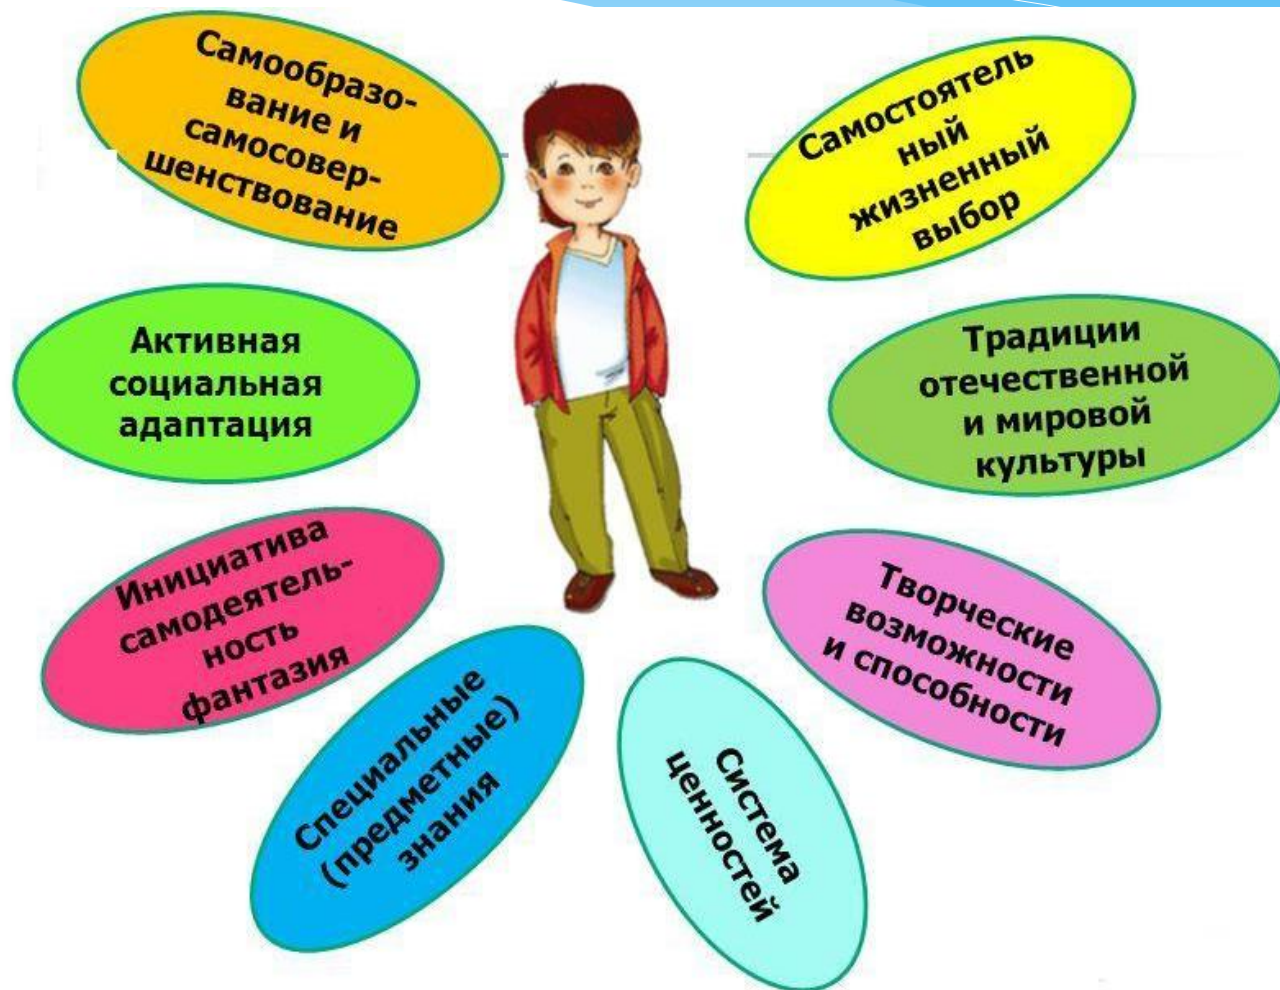 Самообразо-
вание и
самосовер-
шенствование
Самостоятель
ный
жизненный
выбор
Активная
социальная
адаптация
Традиции
отечественной
и мировой
культуры
Инициатива
самодеятель-
ность
фантазия
Творческие
возможности
и способности
Специальные
(предметные)
знания
Система
ценностей